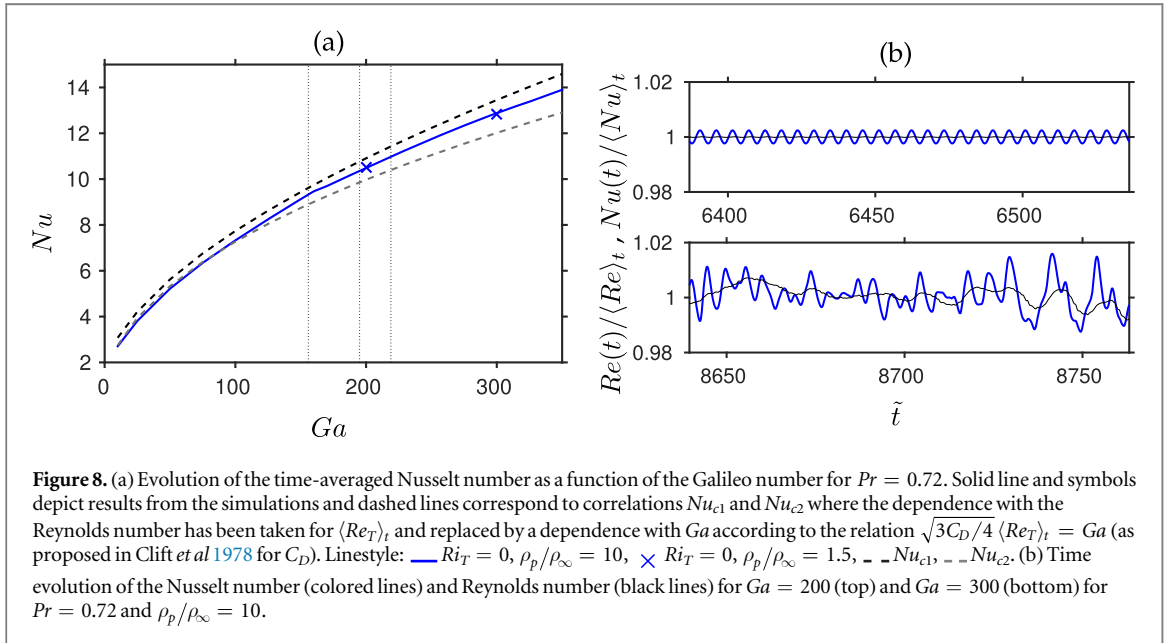 (a)
14
12
10
8
6
4
2
Nu
0 100 200 300
Ga
(b)
Re(t)/⟨Re⟩t , Nu(t)/⟨Nu⟩t
1.02
1
0.98
6400 6450 6500
1.02
1
0.98
8650 8700 8750
t̃
Figure 8. (a) Evolution of the time-averaged Nusselt number as a function of the Galileo number for Pr = 0.72. Solid line and symbols
depict results from the simulations and dashed lines correspond to correlations Nu_c1 and Nu_c2 where the dependence with the
Reynolds number has been taken for ⟨Re_T⟩_t and replaced by a dependence with Ga according to the relation √(3C_D/4) ⟨Re_T⟩_t = Ga (as
proposed in Clift et al 1978 for C_D). Linestyle: — Ri_T = 0, ρ_p/ρ_∞ = 10, × Ri_T = 0, ρ_p/ρ_∞ = 1.5, – – Nu_c1, – – Nu_c2. (b) Time
evolution of the Nusselt number (colored lines) and Reynolds number (black lines) for Ga = 200 (top) and Ga = 300 (bottom) for
Pr = 0.72 and ρ_p/ρ_∞ = 10.